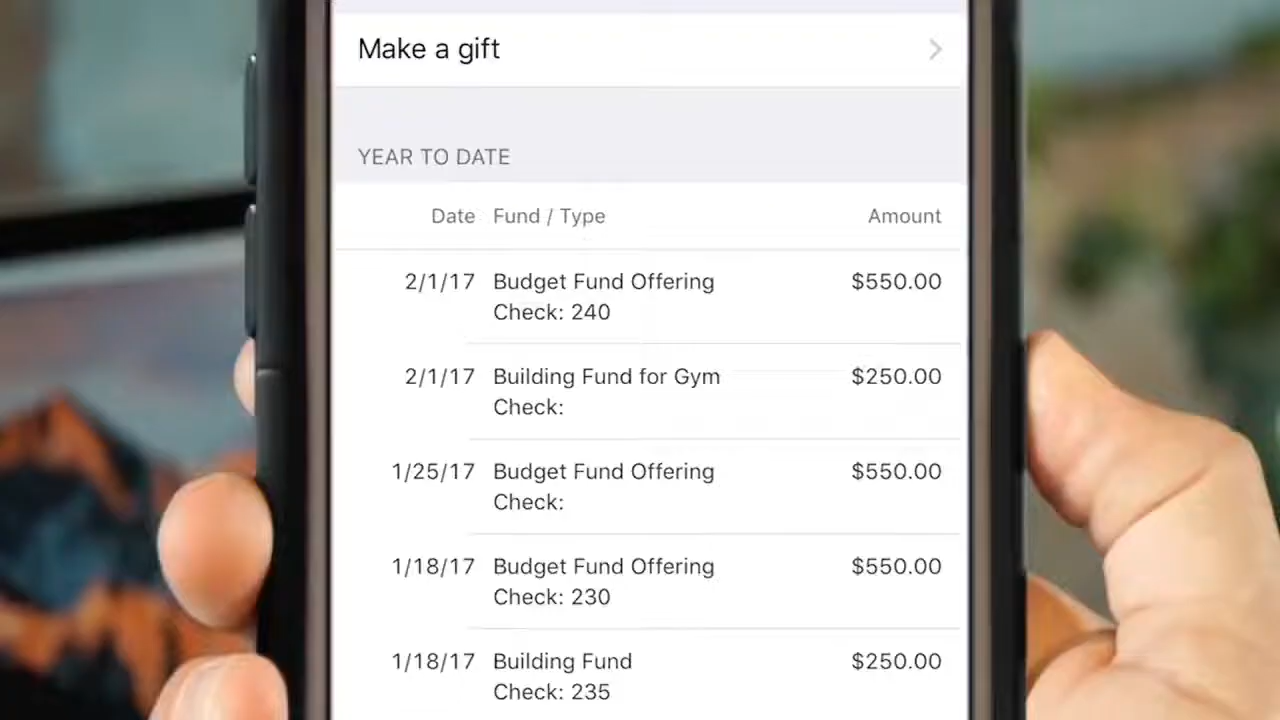 Make a gift
YEAR TO DATE
Date Fund / Type Amount
2/1/17 Budget Fund Offering $550.00
Check: 240
2/1/17 Building Fund for Gym $250.00
Check:
1/25/17 Budget Fund Offering $550.00
Check:
1/18/17 Budget Fund Offering $550.00
Check: 230
1/18/17 Building Fund $250.00
Check: 235